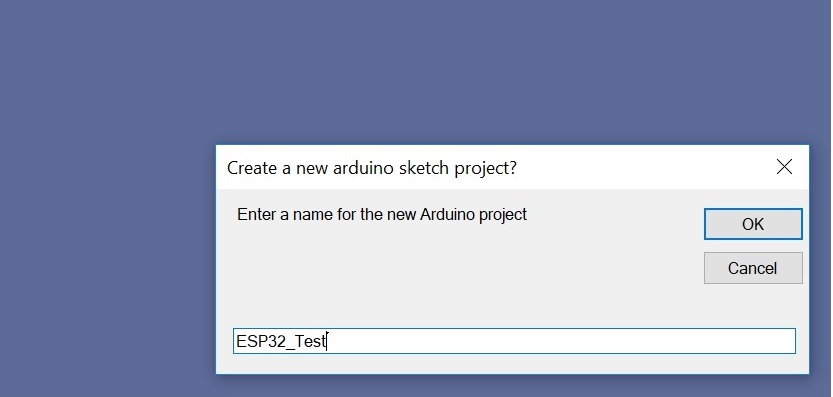 Create a new arduino sketch project?
Enter a name for the new Arduino project
OK
Cancel
ESP32_Test